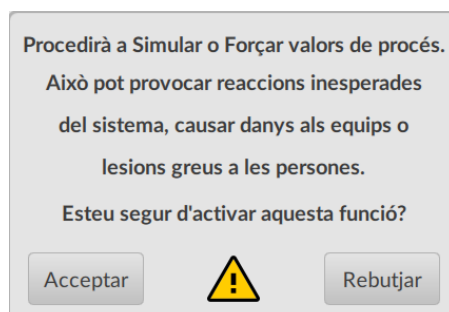 Procedirà a Simular o Forçar valors de procés.
Això pot provocar reaccions inesperades
del sistema, causar danys als equips o
lesions greus a les persones.
Esteu segur d'activar aquesta funció?
Acceptar
Rebutjar